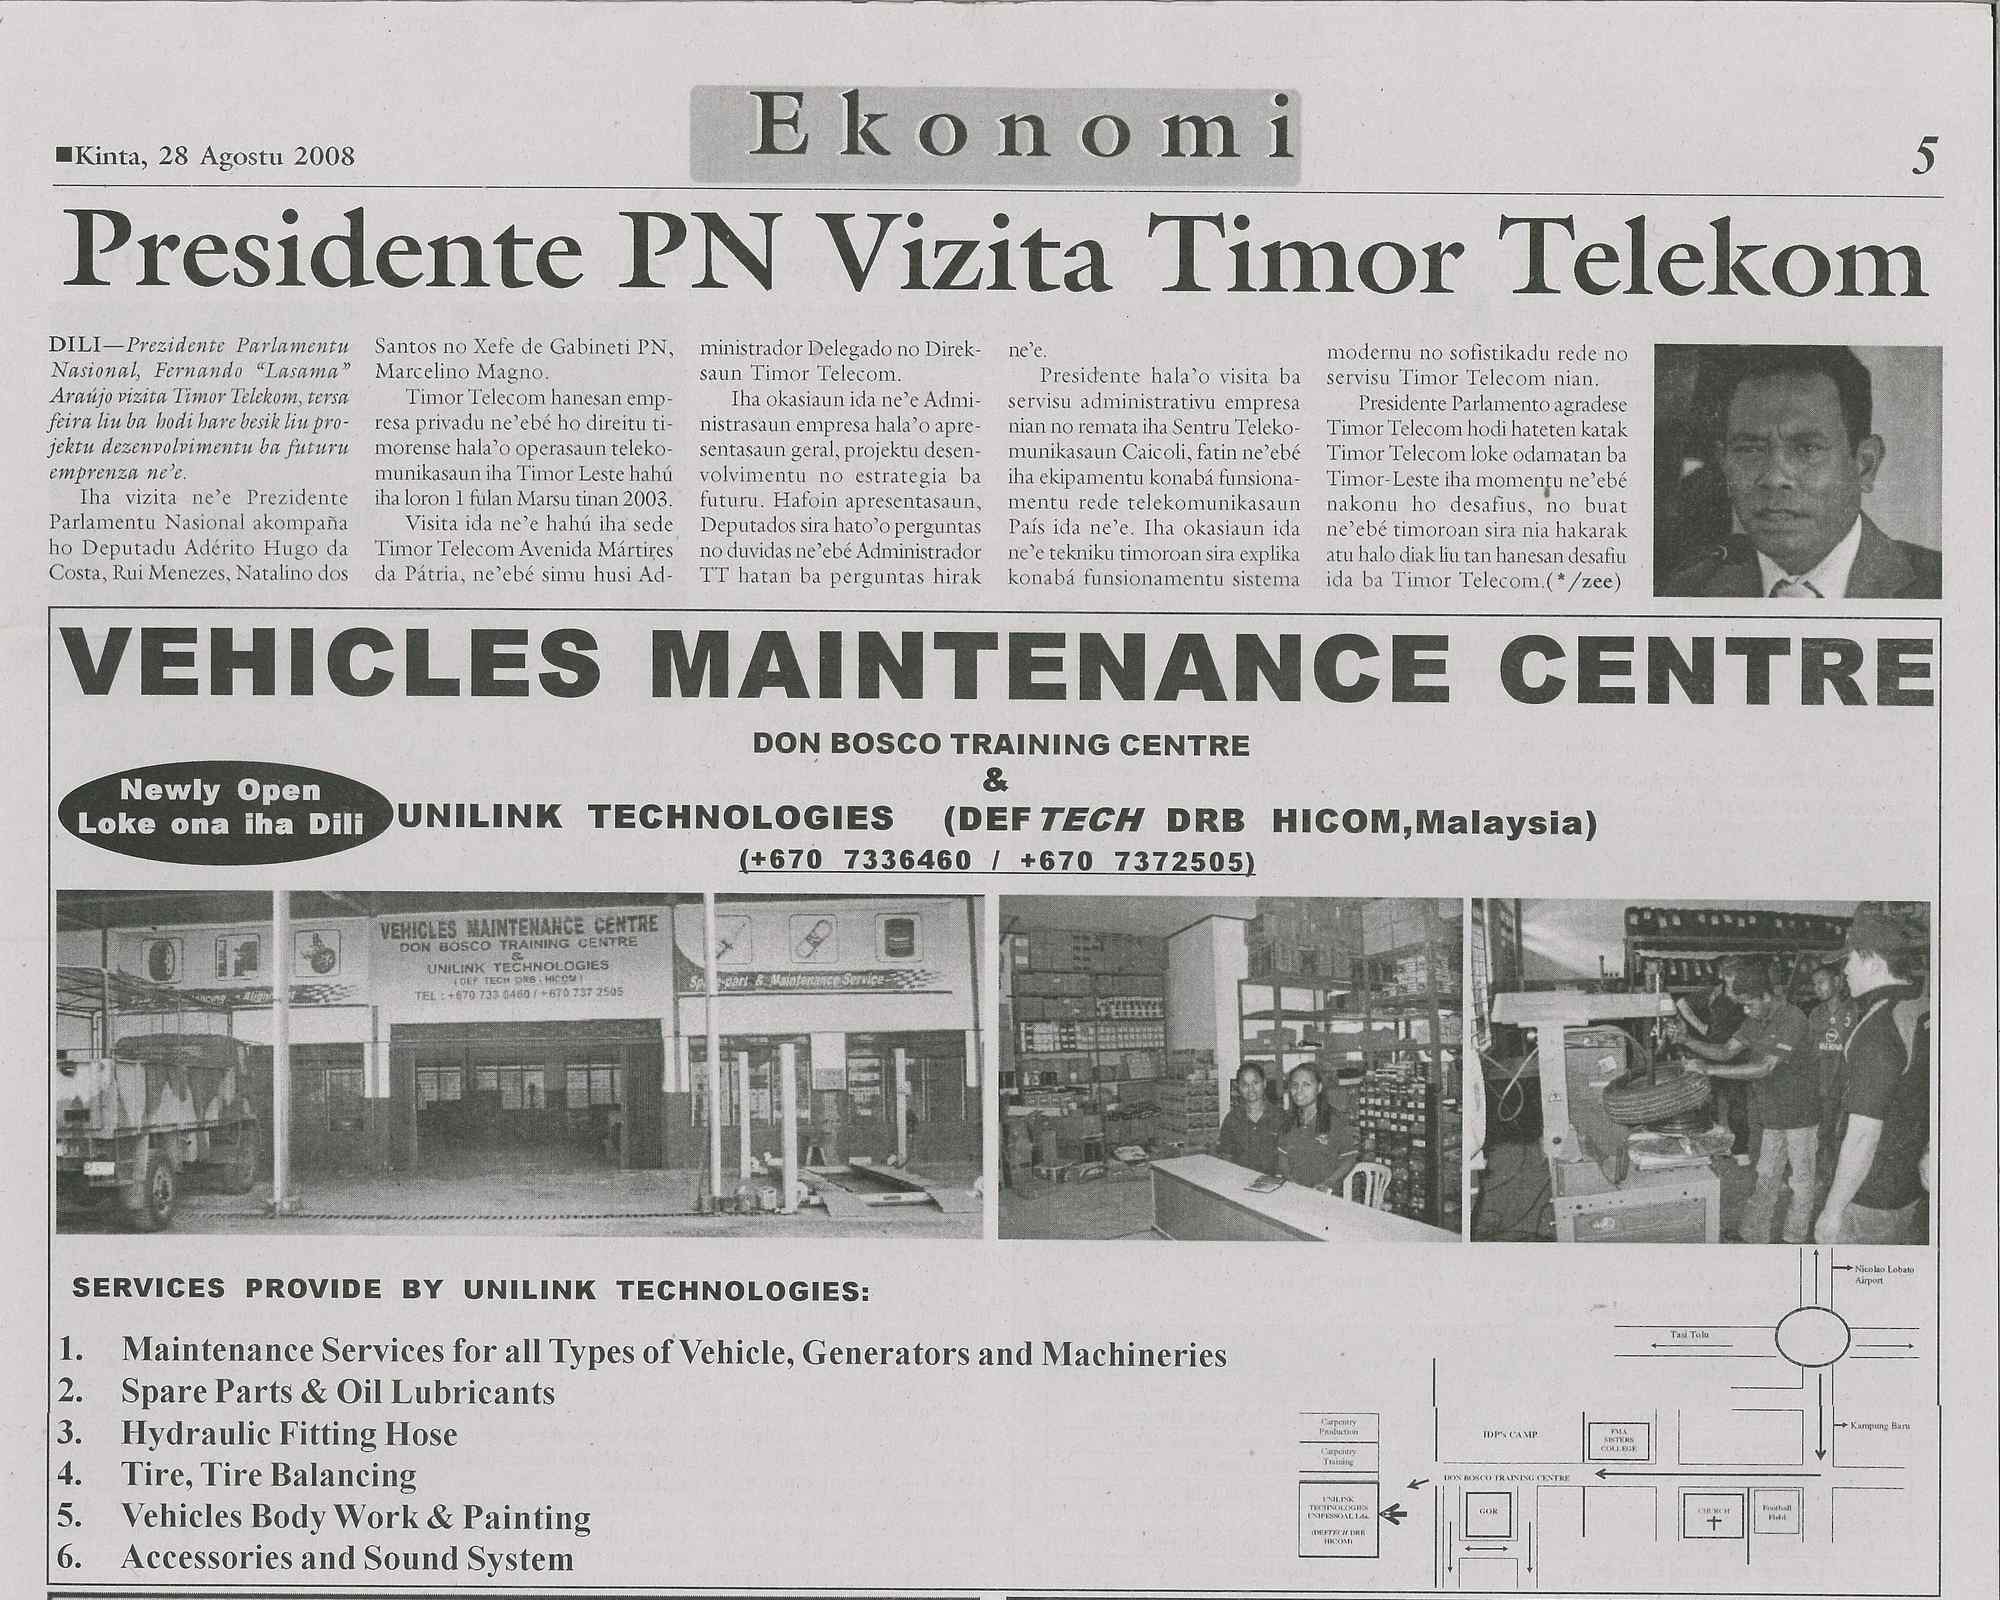 ■Kinta, 28 Agostu 2008
Ekonomi
5
Presidente PN Vizita Timor Telekom
DILI—Prezidente Parlamentu
Nasional, Fernando “Lasama”
Araújo vizita Timor Telekom, tersa
feira liu ba hodi hare besik liu pro-
jektu dezenvolvimentu ba futuru
emprenza ne’e.
Iha vizita ne’e Prezidente
Parlamentu Nasional akompaña
ho Deputadu Adérito Hugo da
Costa, Rui Menezes, Natalino dos
Santos no Xefe de Gabineti PN,
Marcelino Magno.
Timor Telecom hanesan emp-
resa privadu ne’ebé ho direitu ti-
morense hala’o operasaun teleko-
munikasaun iha Timor Leste hahú
iha loron 1 fulan Marsu tinan 2003.
Visita ida ne’e hahú iha sede
Timor Telecom Avenida Mártires
da Pátria, ne’ebé simu husi Ad-
ministrador Delegado no Direk-
saun Timor Telecom.
Iha okasiaun ida ne’e Admi-
nistrasaun empresa hala’o apre-
sentasaun geral, projektu desen-
volvimentu no estrategia ba
futuru. Hafoin apresentasaun,
Deputados sira hato’o perguntas
no duvidas ne’ebé Administrador
TT hatan ba perguntas hirak
ne’e.
Presidente hala’o visita ba
servisu administrativu empresa
nian no remata iha Sentru Teleko-
munikasaun Caicoli, fatin ne’ebé
iha ekipamentu konabá funsiona-
mentu rede telekomunikasaun
País ida ne’e. Iha okasiaun ida
ne’e tekniku timoroan sira explika
konabá funsionamentu sistema
modernu no sofistikadu rede no
servisu Timor Telecom nian.
Presidente Parlamento agradese
Timor Telecom hodi hateten katak
Timor Telecom loke odamatan ba
Timor-Leste iha momentu ne’ebé
nakonu ho desafius, no buat
ne’ebé timoroan sira nia hakarak
atu halo diak liu tan hanesan desafiu
ida ba Timor Telecom.(*/zee)
VEHICLES MAINTENANCE CENTRE
DON BOSCO TRAINING CENTRE
&
Newly Open
Loke ona iha Dili
UNILINK TECHNOLOGIES (DEFTECH DRB HICOM,Malaysia)
(+670 7336460 / +670 7372505)
VEHICLES MAINTENANCE CENTRE
DON BOSCO TRAINING CENTRE
&
UNILINK TECHNOLOGIES
(DEF TECH DRB - HICOM)
TEL : +670 733 6460 / +670 737 2505
Spare-part & Maintenance Service
SERVICES PROVIDE BY UNILINK TECHNOLOGIES:
1. Maintenance Services for all Types of Vehicle, Generators and Machineries
2. Spare Parts & Oil Lubricants
3. Hydraulic Fitting Hose
4. Tire, Tire Balancing
5. Vehicles Body Work & Painting
6. Accessories and Sound System
Nicolao Lobato
Airport
Tasi Tolu
Kampung Baru
Carpentry
Production
Carpentry
Training
IDP's CAMP
FMA
SISTERS
COLLEGE
DON BOSCO TRAINING CENTRE
UNILINK
TECHNOLOGIES
UNIPESSOAL Lda.
(DEFTECH DRB
HICOM)
GOR
CHURCH
Football
Field